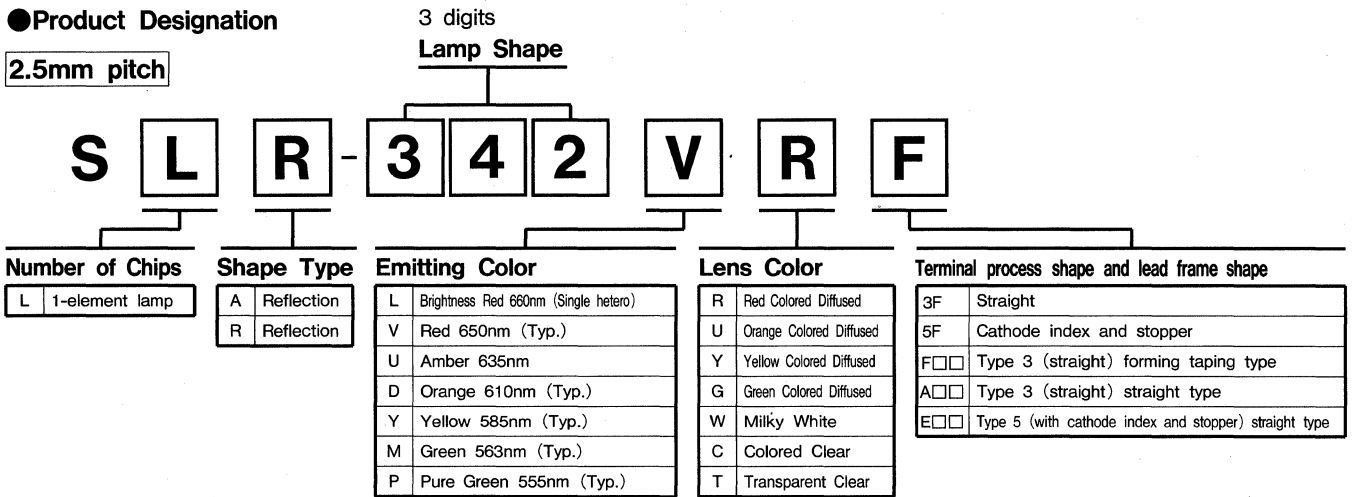 ●Product Designation
3 digits
Lamp Shape
2.5mm pitch
S L R - 3 4 2 V R F
Number of Chips
L 1-element lamp
Shape Type
A Reflection
R Reflection
Emitting Color
L Brightness Red 660nm (Single hetero)
V Red 650nm (Typ.)
U Amber 635nm
D Orange 610nm (Typ.)
Y Yellow 585nm (Typ.)
M Green 563nm (Typ.)
P Pure Green 555nm (Typ.)
Lens Color
R Red Colored Diffused
U Orange Colored Diffused
Y Yellow Colored Diffused
G Green Colored Diffused
W Milky White
C Colored Clear
T Transparent Clear
Terminal process shape and lead frame shape
3F Straight
5F Cathode index and stopper
F□□ Type 3 (straight) forming taping type
A□□ Type 3 (straight) straight type
E□□ Type 5 (with cathode index and stopper) straight type